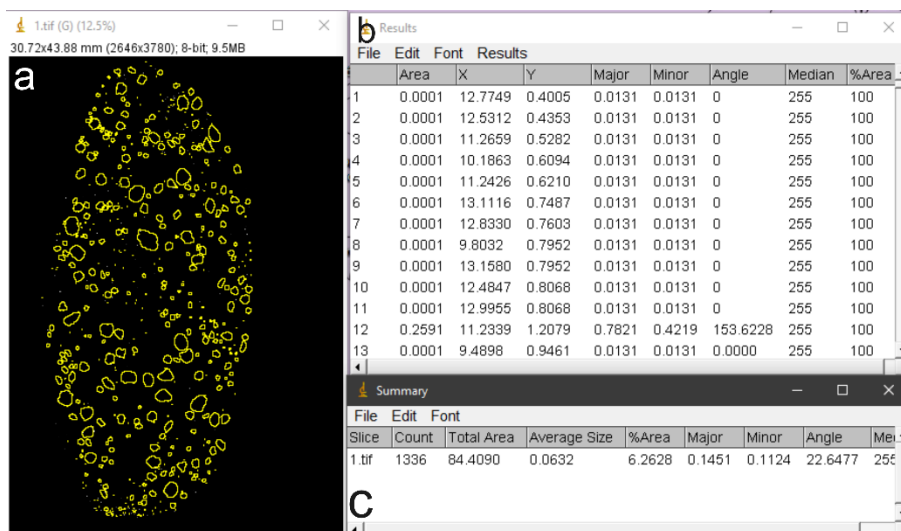 1.tif (G) (12.5%)
30.72x43.88 mm (2646x3780); 8-bit; 9.5MB
a
b Results
File Edit Font Results
Area X Y Major Minor Angle Median %Area
1 0.0001 12.7749 0.4005 0.0131 0.0131 0 255 100
2 0.0001 12.5312 0.4353 0.0131 0.0131 0 255 100
3 0.0001 11.2659 0.5282 0.0131 0.0131 0 255 100
4 0.0001 10.1863 0.6094 0.0131 0.0131 0 255 100
5 0.0001 11.2426 0.6210 0.0131 0.0131 0 255 100
6 0.0001 13.1116 0.7487 0.0131 0.0131 0 255 100
7 0.0001 12.8330 0.7603 0.0131 0.0131 0 255 100
8 0.0001 9.8032 0.7952 0.0131 0.0131 0 255 100
9 0.0001 13.1580 0.7952 0.0131 0.0131 0 255 100
10 0.0001 12.4847 0.8068 0.0131 0.0131 0 255 100
11 0.0001 12.9955 0.8068 0.0131 0.0131 0 255 100
12 0.2591 11.2339 1.2079 0.7821 0.4219 153.6228 255 100
13 0.0001 9.4898 0.9461 0.0131 0.0131 0.0000 255 100
Summary
File Edit Font
Slice Count Total Area Average Size %Area Major Minor Angle
1.tif 1336 84.4090 0.0632 6.2628 0.1451 0.1124 22.6477 255
c